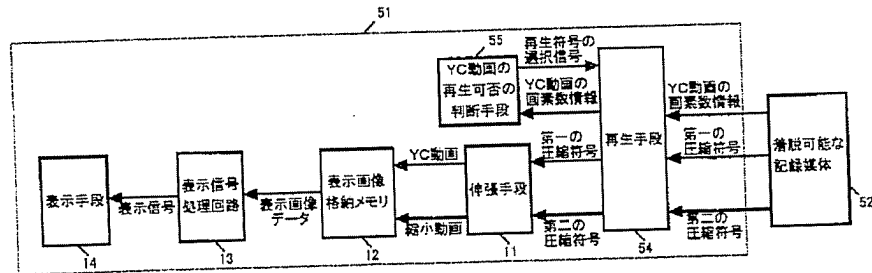 51
55
YC動画の
再生可否の
判断手段
再生符号の
選択信号
YC動画の
画素数情報
再生手段
54
YC動画の
画素数情報
第一の
圧縮符号
第二の
圧縮符号
着脱可能な
記録媒体
52
第一の
圧縮符号
第二の
圧縮符号
伸張手段
11
YC動画
縮小動画
表示画像
格納メモリ
12
表示画像
データ
表示信号
処理回路
13
表示信号
表示手段
14